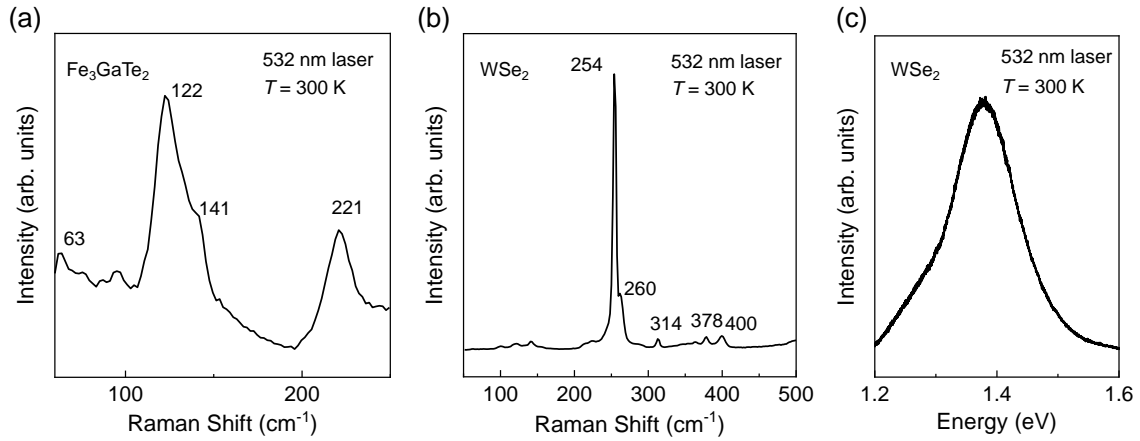 (a)
Fe₃GaTe₂
532 nm laser
T = 300 K
122
141
221
63
Intensity (arb. units)
100
200
Raman Shift (cm⁻¹)
(b)
WSe₂
254
532 nm laser
T = 300 K
260
314
378
400
Intensity (arb. units)
100
200
300
400
500
Raman Shift (cm⁻¹)
(c)
WSe₂
532 nm laser
T = 300 K
Intensity (arb. units)
1.2
1.4
1.6
Energy (eV)